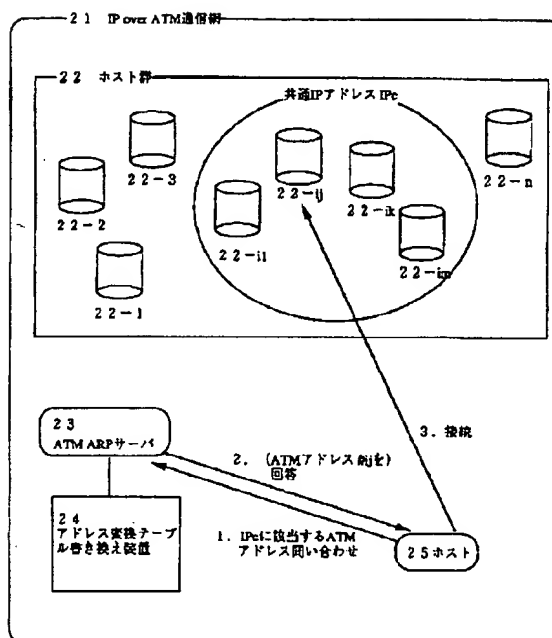 21 IP over ATM通信網
22 ホスト群
共通IPアドレス IPc
22-3
22-ij
22-ik
22-n
22-2
22-i1
22-im
22-1
3．接続
23
ATM ARPサーバ
2．（ATMアドレス#ijを）
回答
24
アドレス変換テーブ
ル書き換え装置
1．IPcに該当するATM
アドレス問い合わせ
25ホスト